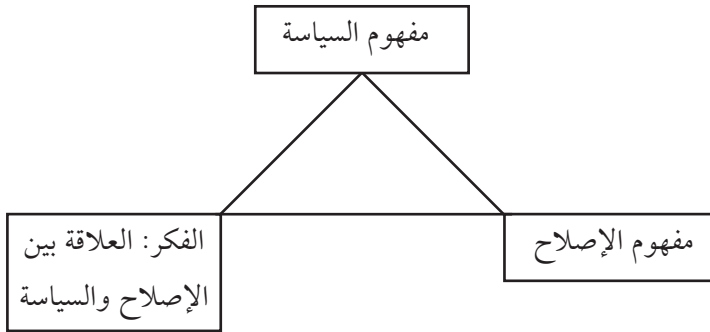 مفهوم السياسة
مفهوم الإصلاح
الفكر: العلاقة بين
الإصلاح والسياسة